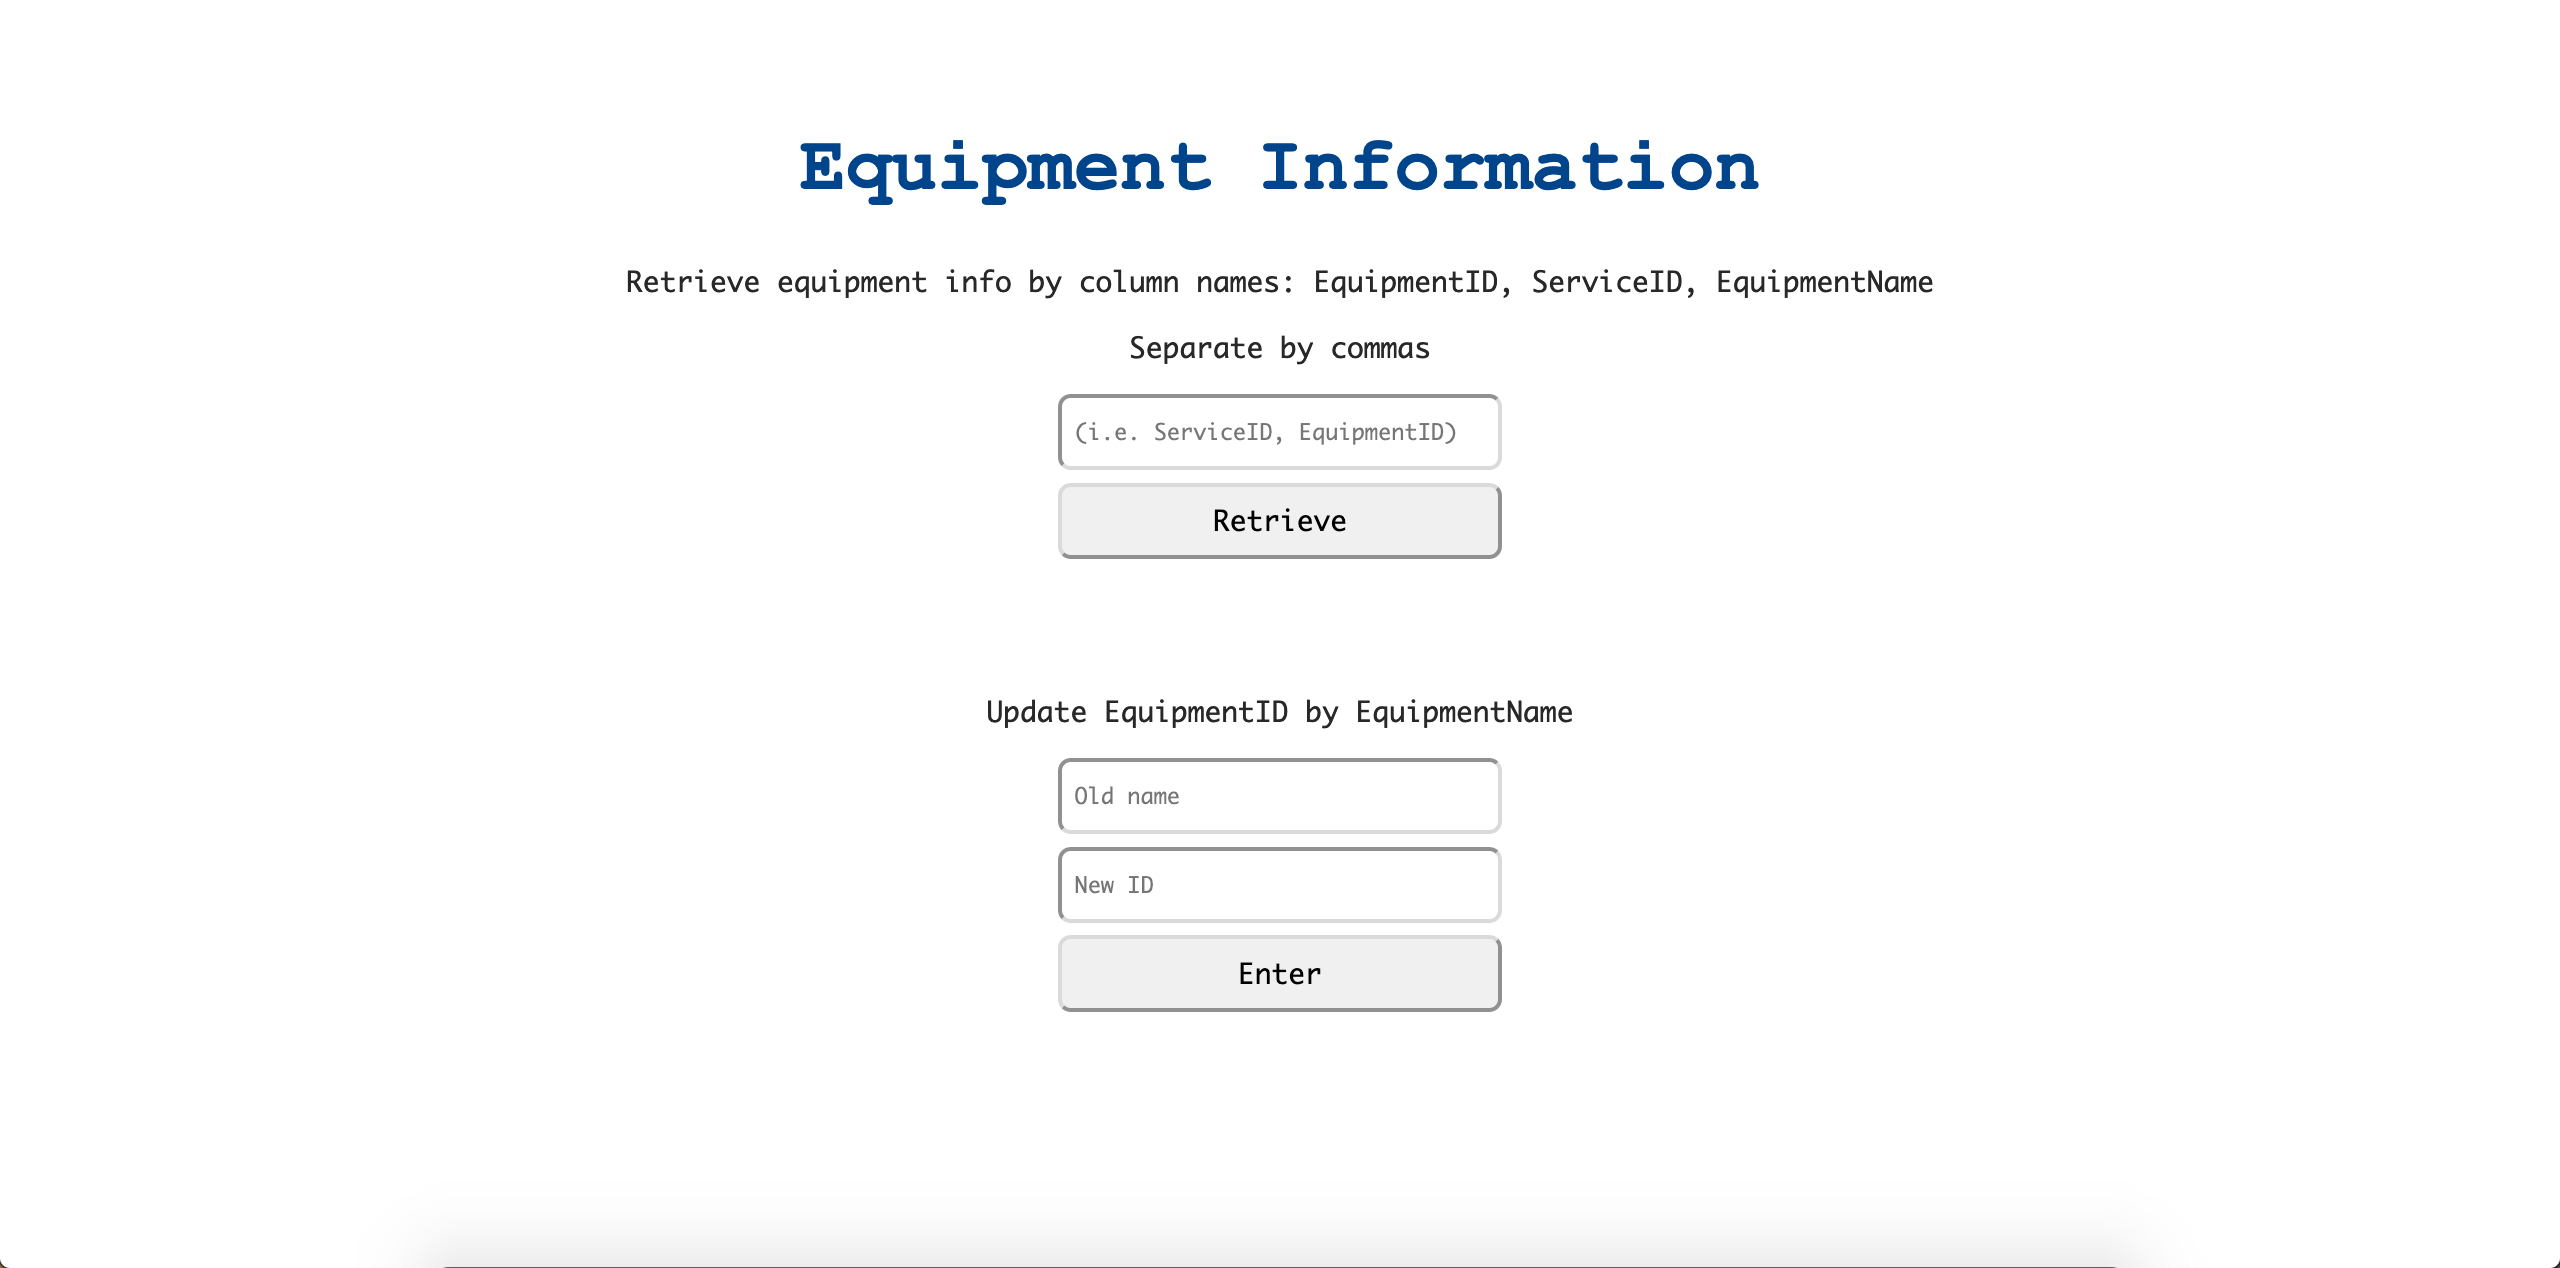 Equipment Information
Retrieve equipment info by column names: EquipmentID, ServiceID, EquipmentName
Separate by commas
(i.e. ServiceID, EquipmentID)
Retrieve
Update EquipmentID by EquipmentName
Old name
New ID
Enter